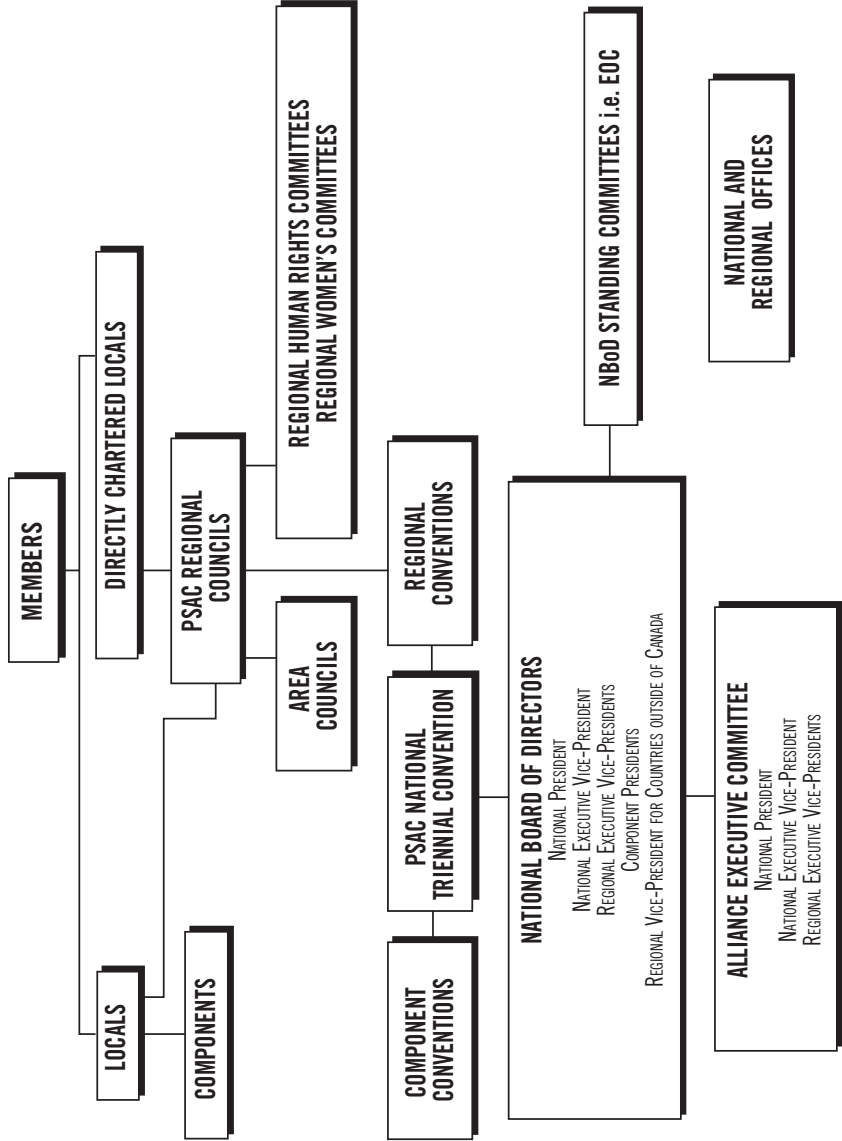 MEMBERS
LOCALS
DIRECTLY CHARTERED LOCALS
COMPONENTS
PSAC REGIONAL
COUNCILS
AREA
COUNCILS
REGIONAL HUMAN RIGHTS COMMITTEES
REGIONAL WOMEN'S COMMITTEES
COMPONENT
CONVENTIONS
PSAC NATIONAL
TRIENNIAL CONVENTION
REGIONAL
CONVENTIONS
NATIONAL BOARD OF DIRECTORS
NATIONAL PRESIDENT
NATIONAL EXECUTIVE VICE-PRESIDENT
REGIONAL EXECUTIVE VICE-PRESIDENTS
COMPONENT PRESIDENTS
REGIONAL VICE-PRESIDENT FOR COUNTRIES OUTSIDE OF CANADA
NBoD STANDING COMMITTEES i.e. EOC
ALLIANCE EXECUTIVE COMMITTEE
NATIONAL PRESIDENT
NATIONAL EXECUTIVE VICE-PRESIDENT
REGIONAL EXECUTIVE VICE-PRESIDENTS
NATIONAL AND
REGIONAL OFFICES